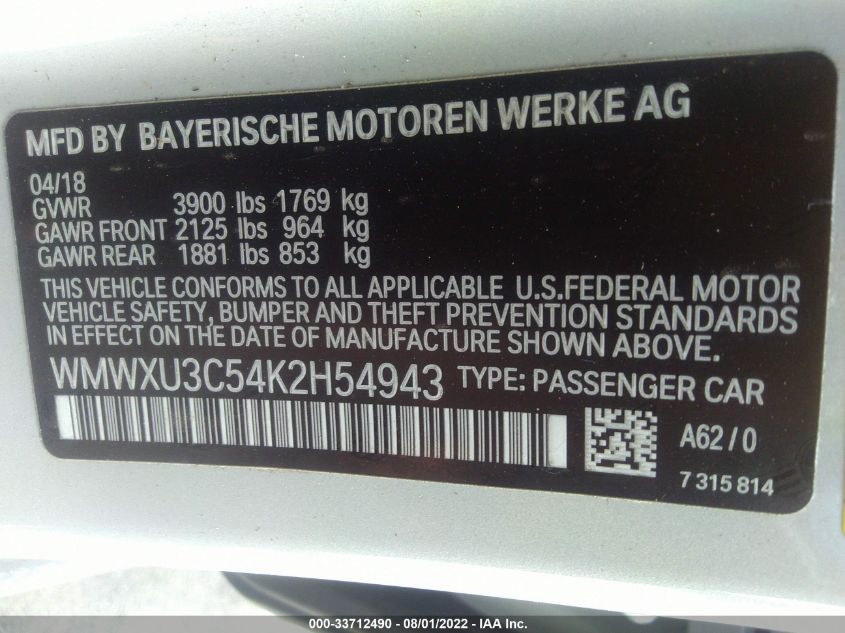 MFD BY BAYERISCHE MOTOREN WERKE AG
04/18
GVWR 3900 lbs 1769 kg
GAWR FRONT 2125 lbs 964 kg
GAWR REAR 1881 lbs 853 kg
THIS VEHICLE CONFORMS TO ALL APPLICABLE U.S.FEDERAL MOTOR
VEHICLE SAFETY, BUMPER AND THEFT PREVENTION STANDARDS
IN EFFECT ON THE DATE OF MANUFACTURE SHOWN ABOVE.
WMWXU3C54K2H54943 TYPE: PASSENGER CAR
A62/0
7 315 814
000-33712490 - 08/01/2022 - IAA Inc.